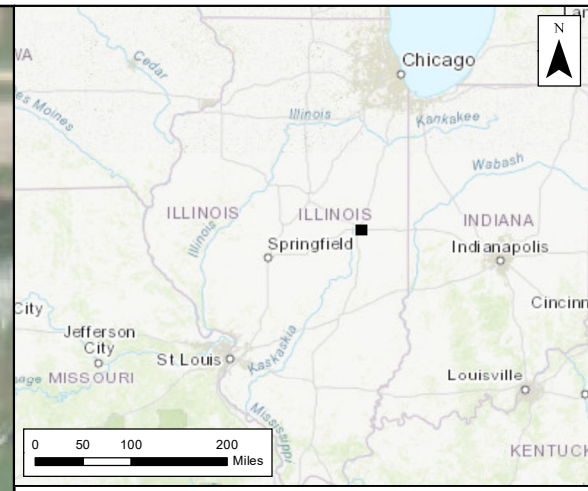 N
WA
Cedar
Chicago
es Moines
Illinois
Kankakee
Wabash
ILLINOIS
ILLINOIS
INDIANA
Illinois
Springfield
Indianapolis
City
Cincinn
Jefferson
City
St Louis
Kaskaskia
MISSOURI
Louisville
Mississippi
0 50 100 200
Miles
KENTUCK